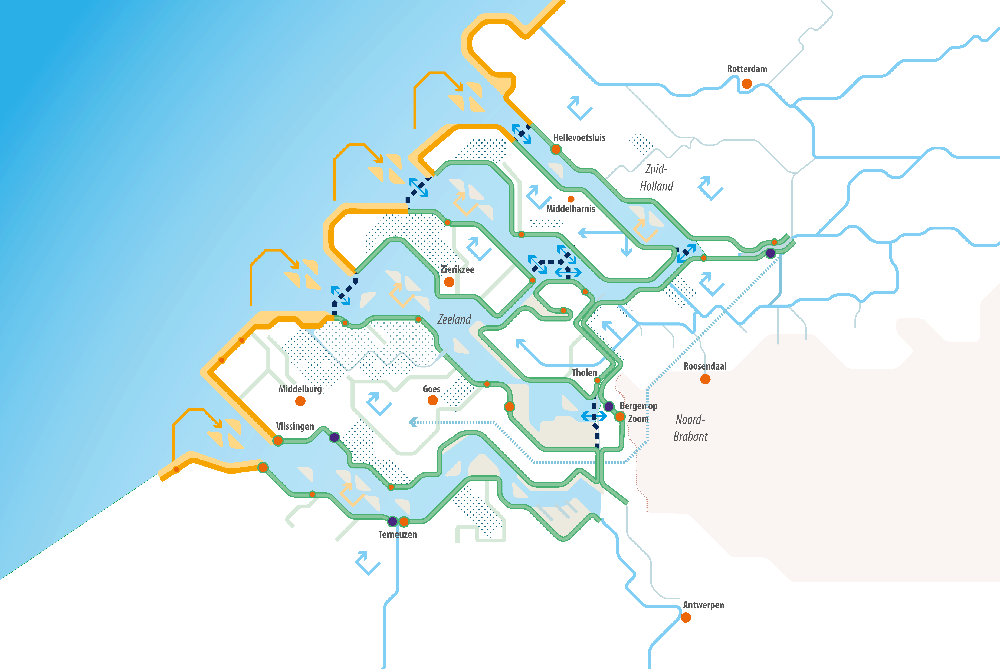 Rotterdam
Hellevoetsluis
Zuid-
Holland
Middelharnis
Zierikzee
Zeeland
Roosendaal
Tholen
Middelburg
Goes
Bergen op
Zoom
Noord-
Brabant
Vlissingen
Terneuzen
Antwerpen